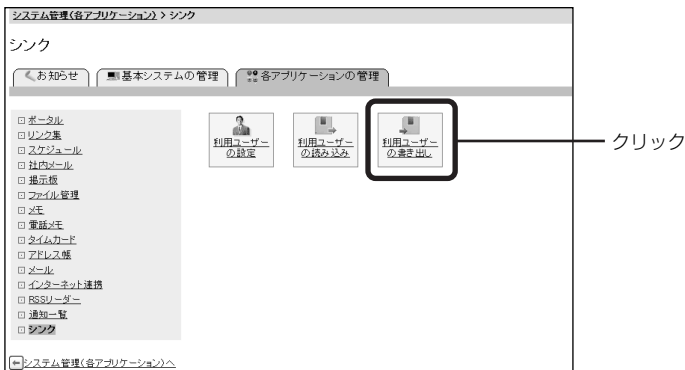 システム管理(各アプリケーション) > シンク
シンク
お知らせ 基本システムの管理 各アプリケーションの管理
ポータル
リンク集
スケジュール
社内メール
掲示板
ファイル管理
メモ
電話メモ
タイムカード
アドレス帳
メール
インターネット連携
RSSリーダー
通知一覧
シンク
利用ユーザー
の設定
利用ユーザー
の読み込み
利用ユーザー
の書き出し
クリック
システム管理(各アプリケーション)へ